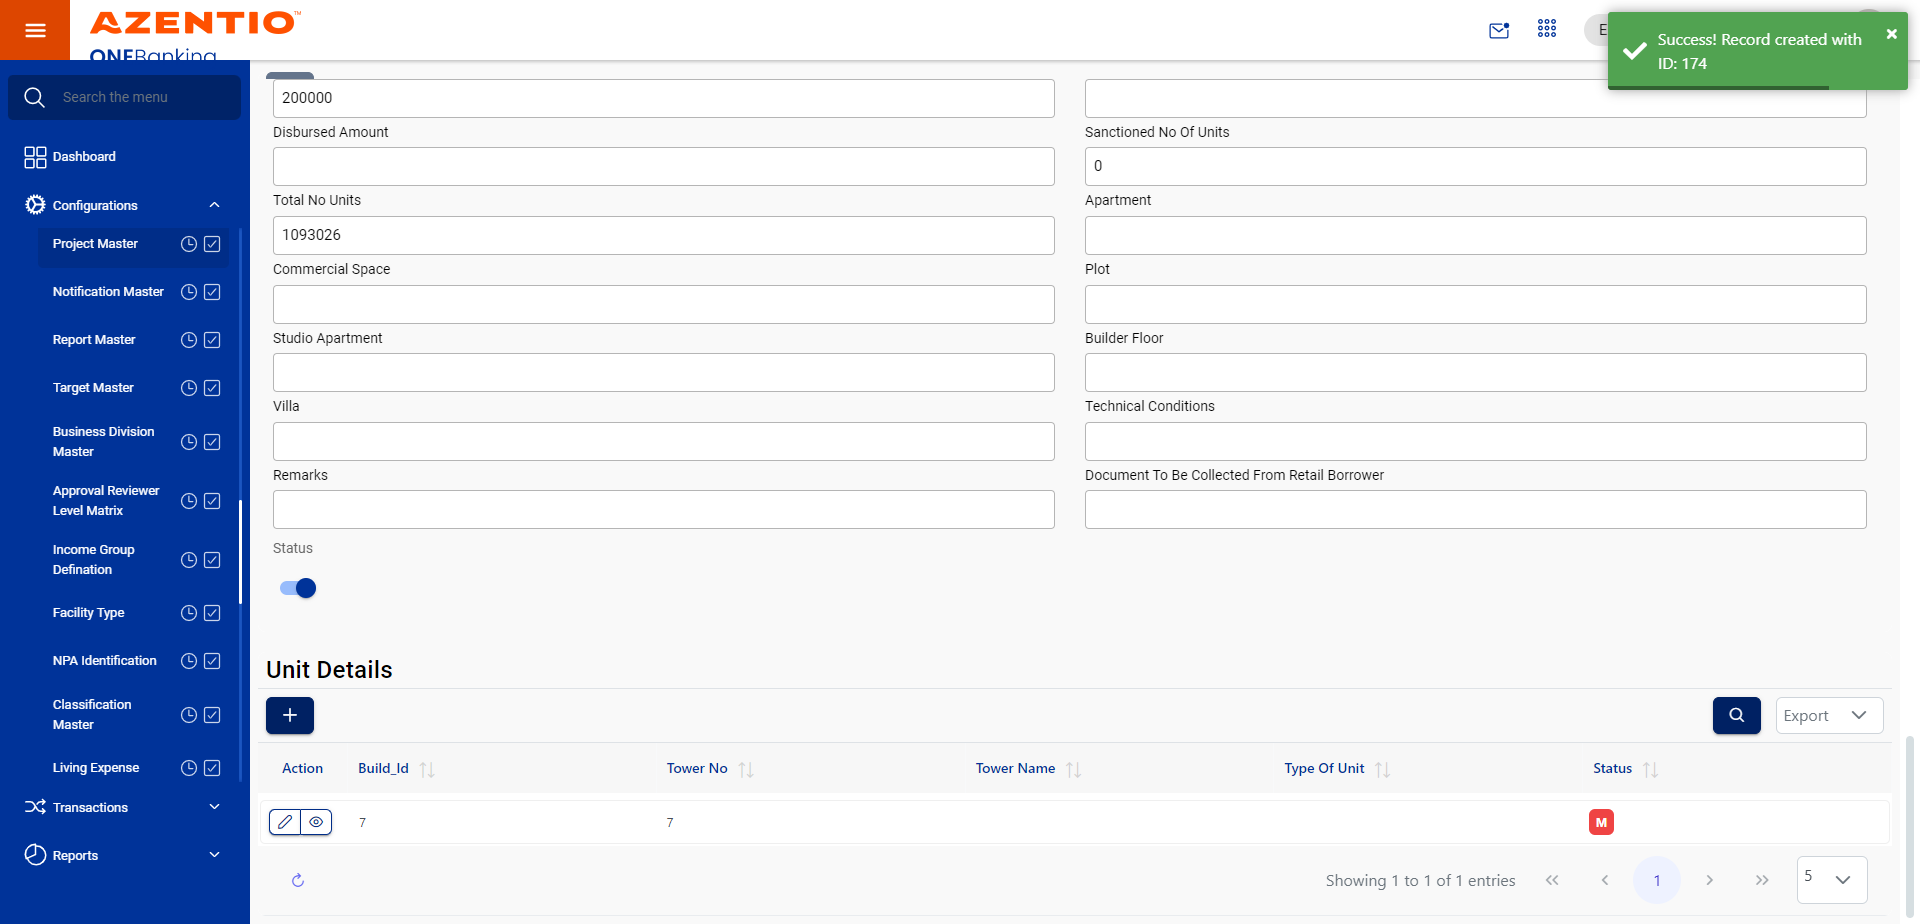 AZENTIO™
ONEBanking
E
Success! Record created with
ID: 174
Search the menu
Dashboard
Configurations
Project Master
Notification Master
Report Master
Target Master
Business Division
Master
Approval Reviewer
Level Matrix
Income Group
Defination
Facility Type
NPA Identification
Classification
Master
Living Expense
Transactions
Reports
200000
Disbursed Amount
Sanctioned No Of Units
0
Total No Units
Apartment
1093026
Commercial Space
Plot
Studio Apartment
Builder Floor
Villa
Technical Conditions
Remarks
Document To Be Collected From Retail Borrower
Status
Unit Details
Export
Action
Build_Id
Tower No
Tower Name
Type Of Unit
Status
7
7
M
Showing 1 to 1 of 1 entries
1
5